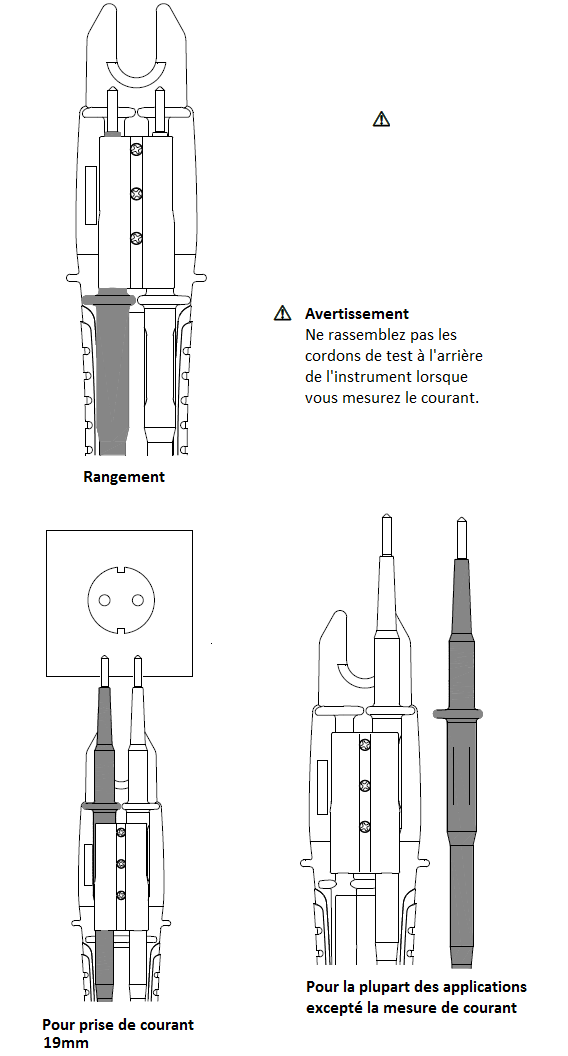 Avertissement
Ne rassemblez pas les
cordons de test à l'arrière
de l'instrument lorsque
vous mesurez le courant.
Rangement
Pour prise de courant
19mm
Pour la plupart des applications
excepté la mesure de courant